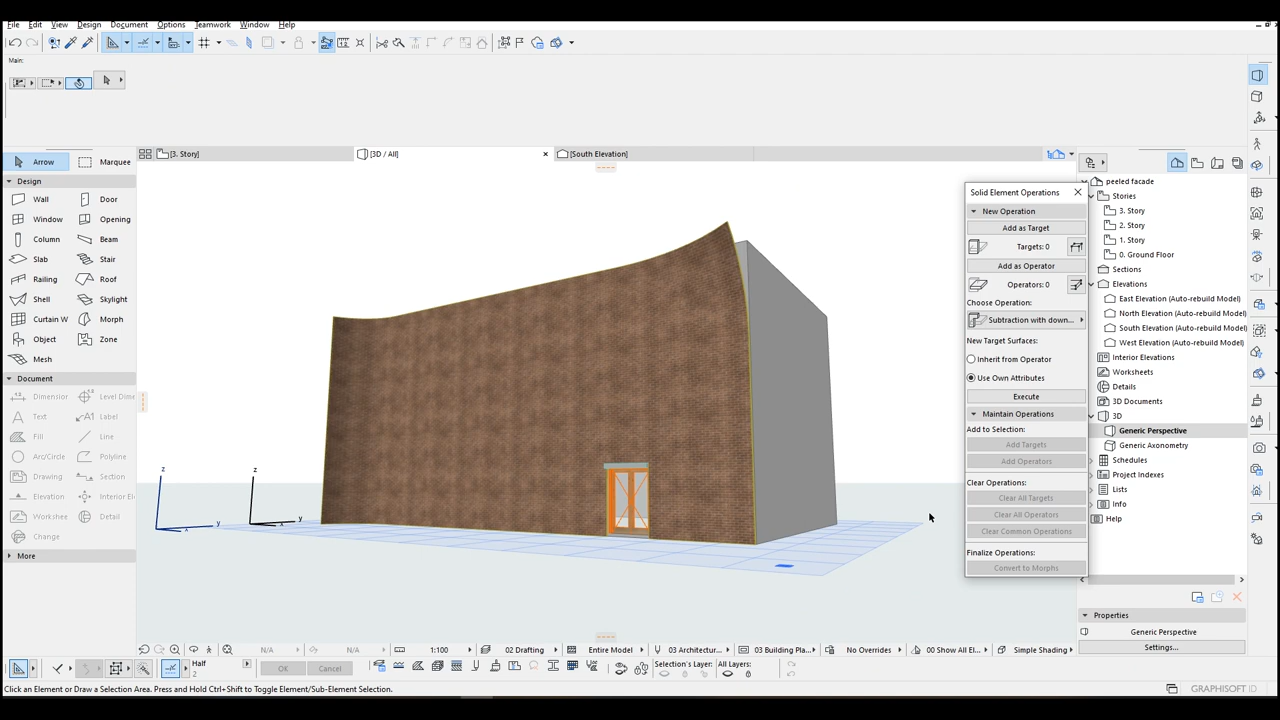 File Edit View Design Document Options Teamwork Window Help
Main:
[3. Story]
[3D / All]
[South Elevation]
Arrow
Marquee
Design
Wall
Door
Window
Opening
Column
Beam
Slab
Stair
Railing
Roof
Shell
Skylight
Curtain W
Morph
Object
Zone
Mesh
Document
Dimension
Level Dime
Text
Label
Fill
Line
Arc/Circle
Polyline
Drawing
Section
Elevation
Interior El
Workshee
Detail
Change
More
z
y
x
z
y
x
Solid Element Operations
New Operation
Add as Target
Targets: 0
Add as Operator
Operators: 0
Choose Operation:
Subtraction with down...
New Target Surfaces:
Inherit from Operator
Use Own Attributes
Execute
Maintain Operations
Add to Selection:
Add Targets
Add Operators
Clear Operations:
Clear All Targets
Clear All Operators
Clear Common Operations
Finalize Operations:
Convert to Morphs
peeled facade
Stories
3. Story
2. Story
1. Story
0. Ground Floor
Sections
Elevations
East Elevation (Auto-rebuild Model)
North Elevation (Auto-rebuild Model)
South Elevation (Auto-rebuild Model)
West Elevation (Auto-rebuild Model)
Interior Elevations
Worksheets
Details
3D Documents
3D
Generic Perspective
Generic Axonometry
Schedules
Project Indexes
Lists
Info
Help
Properties
Generic Perspective
Settings...
N/A
N/A
1:100
02 Drafting
Entire Model
03 Architectur...
03 Building Pla...
No Overrides
00 Show All El...
Simple Shading
Half
2
OK
Cancel
Selection's Layer:
All Layers:
Click an Element or Draw a Selection Area. Press and Hold Ctrl+Shift to Toggle Element/Sub-Element Selection.
GRAPHISOFT ID